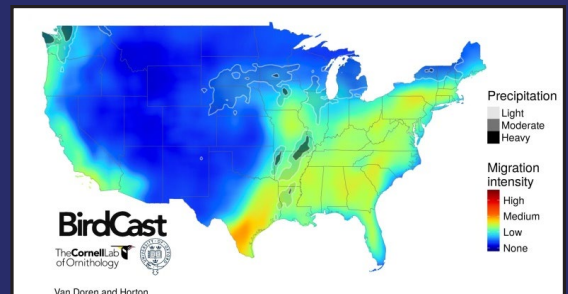 Precipitation
Light
Moderate
Heavy
Migration
intensity
High
Medium
Low
None
BirdCast
TheCornellLab
of Ornithology
Van Doren and Horton